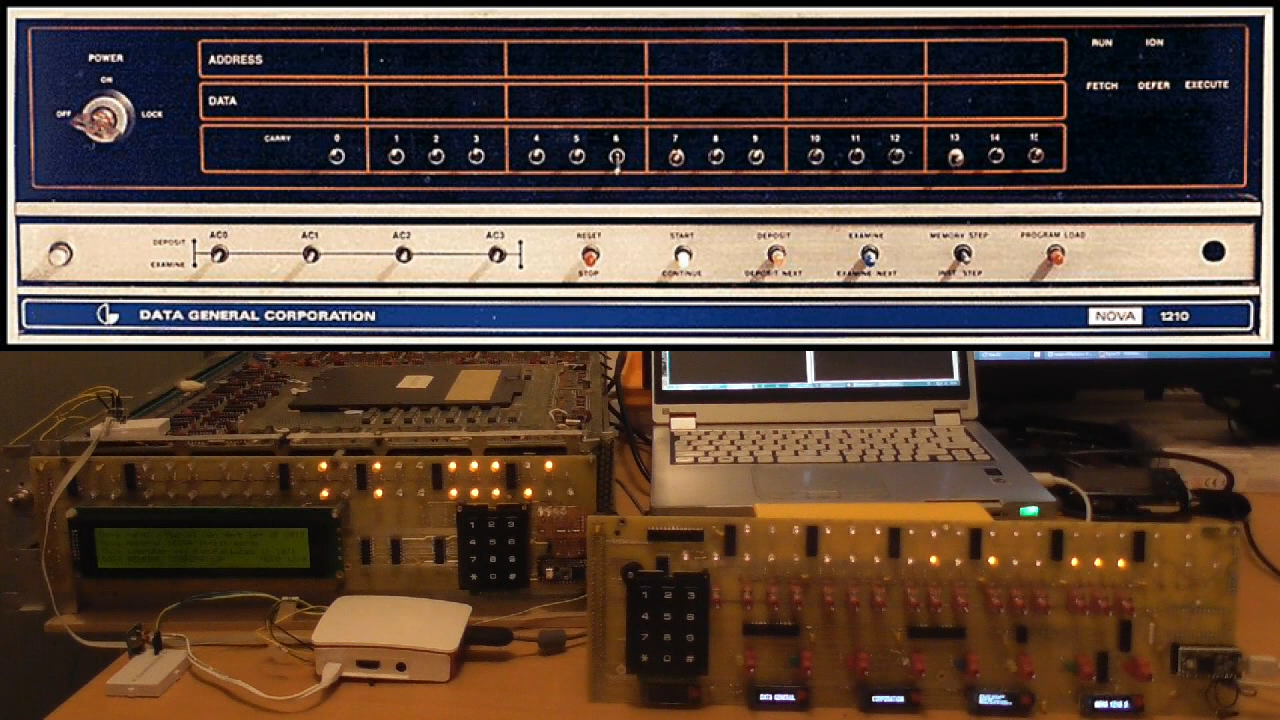 POWER
ON
OFF
LOCK
ADDRESS
DATA
CARRY 0 1 2 3 4 5 6 7 8 9 10 11 12 13 14 15
RUN ION
FETCH DEFER EXECUTE
DEPOSIT
EXAMINE
AC0 AC1 AC2 AC3
RESET START DEPOSIT EXAMINE MEMORY STEP PROGRAM LOAD
STOP CONTINUE DEPOSIT NEXT EXAMINE NEXT INST. STEP
DATA GENERAL CORPORATION
NOVA 1210
1 2 3
4 5 6
7 8 9
* 0 #
1 2 3
4 5 6
7 8 9
* 0 #
DATA GENERAL
CORPORATION